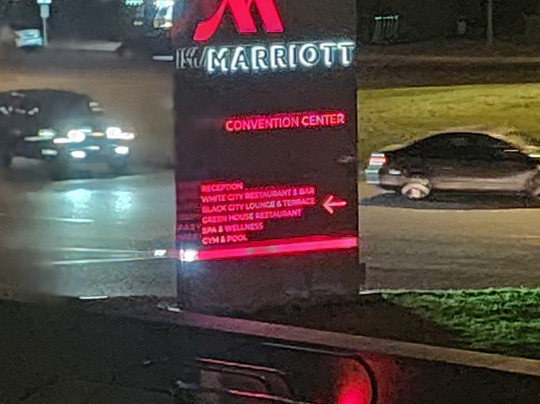 MARRIOTT
CONVENTION CENTER
RECEPTION
WHITE CITY RESTAURANT & BAR
BLACK CITY LOUNGE & TERRACE
GREEN HOUSE RESTAURANT
SPA & WELLNESS
GYM & POOL